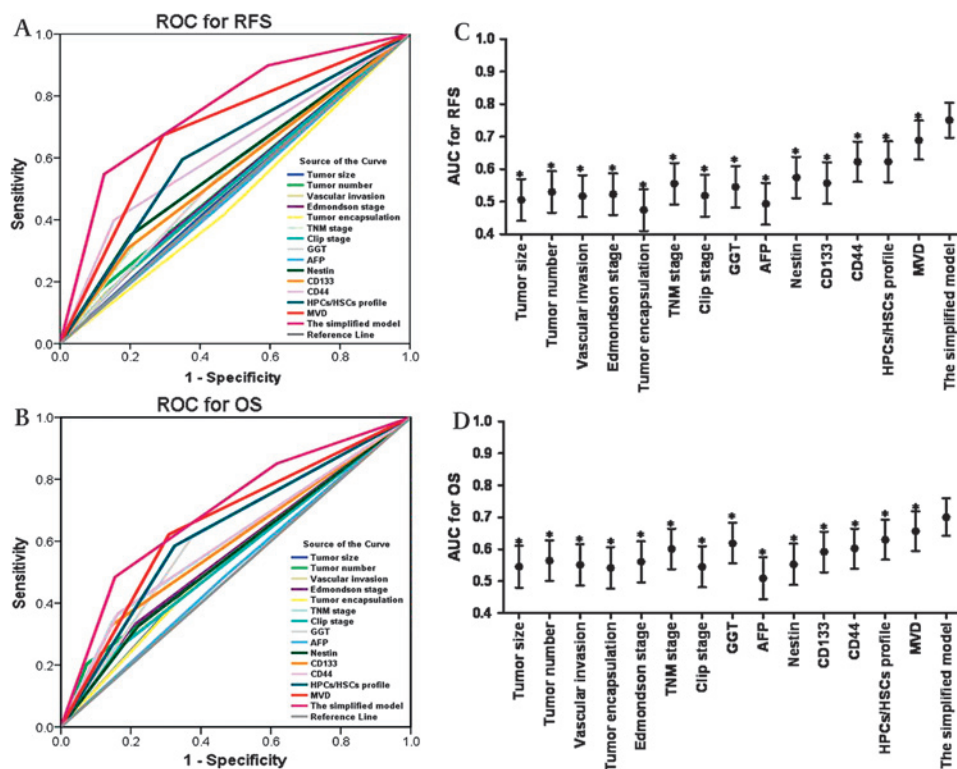 A
ROC for RFS
1.0
0.8
0.6
0.4
0.2
0.0
Sensitivity
0.0 0.2 0.4 0.6 0.8 1.0
1 - Specificity
Source of the Curve
Tumor size
Tumor number
Vascular invasion
Edmondson stage
Tumor encapsulation
TNM stage
Clip stage
GGT
AFP
Nestin
CD133
CD44
HPCs/HSCs profile
MVD
The simplified model
Reference Line
B
ROC for OS
1.0
0.8
0.6
0.4
0.2
0.0
Sensitivity
0.0 0.2 0.4 0.6 0.8 1.0
1 - Specificity
Source of the Curve
Tumor size
Tumor number
Vascular invasion
Edmondson stage
Tumor encapsulation
TNM stage
Clip stage
GGT
AFP
Nestin
CD133
CD44
HPCs/HSCs profile
MVD
The simplified model
Reference Line
C
1.0
0.9
0.8
0.7
0.6
0.5
0.4
AUC for RFS
* * * * * * * * * * * * * *
Tumor size
Tumor number
Vascular invasion
Edmondson stage
Tumor encapsulation
TNM stage
Clip stage
GGT
AFP
Nestin
CD133
CD44
HPCs/HSCs profile
MVD
The simplified model
D
1.0
0.9
0.8
0.7
0.6
0.5
0.4
AUC for OS
* * * * * * * * * * * * * *
Tumor size
Tumor number
Vascular invasion
Tumor encapsulation
Edmondson stage
TNM stage
Clip stage
GGT
AFP
Nestin
CD133
CD44
HPCs/HSCs profile
MVD
The simplified model